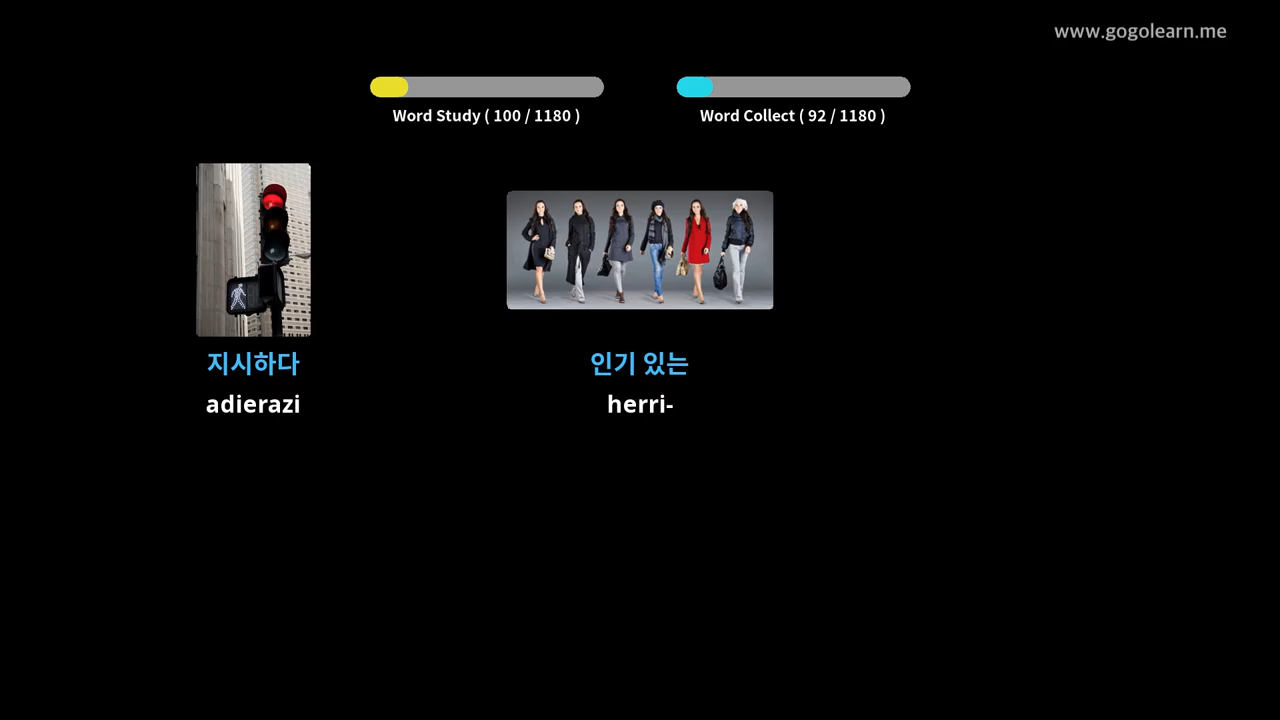 www.gogolearn.me
Word Study ( 100 / 1180 )
Word Collect ( 92 / 1180 )
지시하다
adierazi
인기 있는
herri-